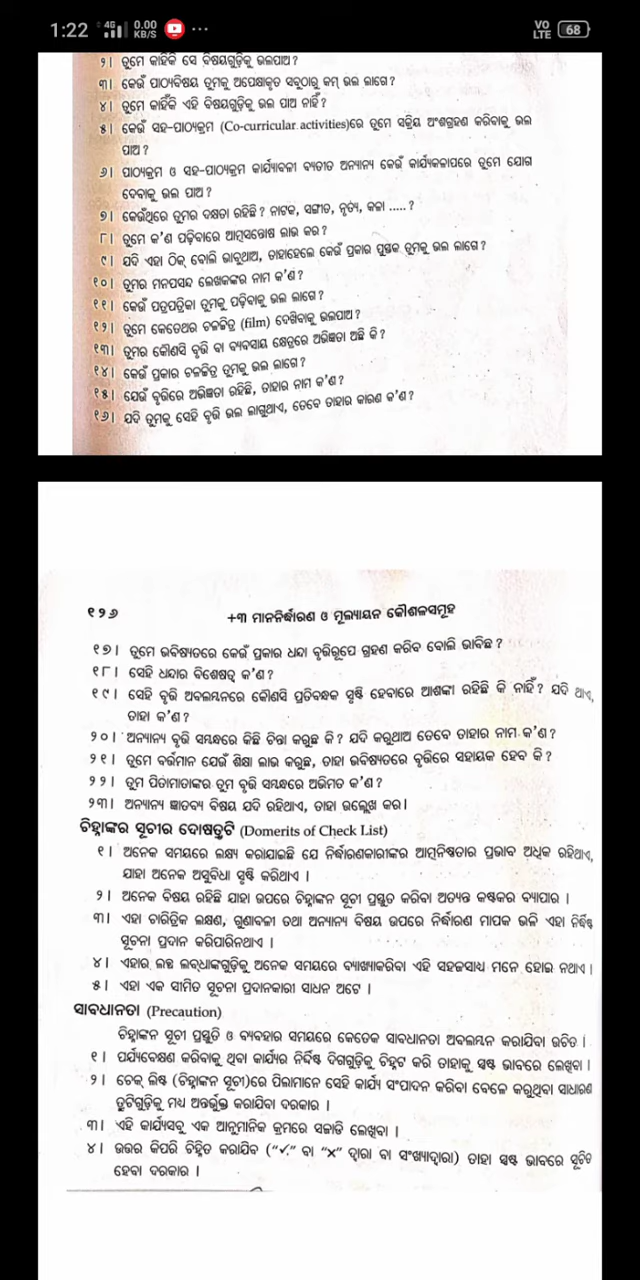 1:22 4G 0.00 KB/S ... VO LTE 68
୨। ତୁମେ କାହିଁକି ସେ ବିଷୟଗୁଡ଼ିକୁ ଭଲପାଅ ?
୩। କେଉଁ ପାଠ୍ୟବିଷୟ ତୁମକୁ ଅପେକ୍ଷାକୃତ ସବୁଠାରୁ କମ୍ ଭଲ ଲାଗେ ?
୪। ତୁମେ କାହିଁକି ଏହି ବିଷୟଗୁଡ଼ିକୁ ଭଲ ପାଅ ନାହିଁ ?
୫। କେଉଁ ସହ-ପାଠ୍ୟକ୍ରମ (Co-curricular activities)ରେ ତୁମେ ସକ୍ରିୟ ଅଂଶଗ୍ରହଣ କରିବାକୁ ଭଲ
ପାଅ ?
୬। ପାଠ୍ୟକ୍ରମ ଓ ସହ-ପାଠ୍ୟକ୍ରମ କାର୍ଯ୍ୟାବଳୀ ବ୍ୟତୀତ ଅନ୍ୟାନ୍ୟ କେଉଁ କାର୍ଯ୍ୟକଳାପରେ ତୁମେ ଯୋଗ
ଦେବାକୁ ଭଲ ପାଅ ?
୭। କେଉଁଥିରେ ତୁମର ଦକ୍ଷତା ରହିଛି ? ନାଟକ, ସଙ୍ଗୀତ, ନୃତ୍ୟ, କଳା ..... ?
୮। ତୁମେ କ'ଣ ପଢ଼ିବାରେ ଆତ୍ମସନ୍ତୋଷ ଲାଭ କର ?
୯। ଯଦି ଏହା ଠିକ୍ ବୋଲି ଭାବୁଥାଅ, ତାହାହେଲେ କେଉଁ ପ୍ରକାର ପୁସ୍ତକ ତୁମକୁ ଭଲ ଲାଗେ ?
୧୦। ତୁମର ମନପସନ୍ଦ ଲେଖକଙ୍କର ନାମ କ'ଣ ?
୧୧। କେଉଁ ପତ୍ରପତ୍ରିକା ତୁମକୁ ପଢ଼ିବାକୁ ଭଲ ଲାଗେ ?
୧୨। ତୁମେ କେତେଥର ଚଳଚ୍ଚିତ୍ର (film) ଦେଖିବାକୁ ଭଲପାଅ ?
୧୩। ତୁମର କୌଣସି ବୃତ୍ତି ବା ବ୍ୟବସାୟ କ୍ଷେତ୍ରରେ ଅଭିଜ୍ଞତା ଅଛି କି ?
୧୪। କେଉଁ ପ୍ରକାର ଚଳଚ୍ଚିତ୍ର ତୁମକୁ ଭଲ ଲାଗେ ?
୧୫। ଯେଉଁ ବୃତ୍ତିରେ ଅଭିଜ୍ଞତା ରହିଛି, ତାହାର ନାମ କ'ଣ ?
୧୬। ଯଦି ତୁମକୁ ସେହି ବୃତ୍ତି ଭଲ ଲାଗୁଥାଏ, ତେବେ ତାହାର କାରଣ କ'ଣ ?
୧୨୬ +୩ ମାନନିର୍ଦ୍ଧାରଣ ଓ ମୂଲ୍ୟାୟନ କୌଶଳସମୂହ
୧୭। ତୁମେ ଭବିଷ୍ୟତରେ କେଉଁ ପ୍ରକାର ଧନ୍ଦା ବୃତ୍ତିରୂପେ ଗ୍ରହଣ କରିବ ବୋଲି ଭାବିଛ ?
୧୮। ସେହି ଧନ୍ଦାର ବିଶେଷତ୍ୱ କ'ଣ ?
୧୯। ସେହି ବୃତ୍ତି ଅବଲମ୍ବନରେ କୌଣସି ପ୍ରତିବନ୍ଧକ ସୃଷ୍ଟି ହେବାରେ ଆଶଙ୍କା ରହିଛି କି ନାହିଁ ? ଯଦି ଥାଏ,
ତାହା କ'ଣ ?
୨୦। ଅନ୍ୟାନ୍ୟ ବୃତ୍ତି ସମ୍ବନ୍ଧରେ କିଛି ଚିନ୍ତା କରୁଛ କି ? ଯଦି କରୁଥାଅ ତେବେ ତାହାର ନାମ କ'ଣ ?
୨୧। ତୁମେ ବର୍ତ୍ତମାନ ଯେଉଁ ଶିକ୍ଷା ଲାଭ କରୁଛ, ତାହା ଭବିଷ୍ୟତରେ ବୃତ୍ତିରେ ସହାୟକ ହେବ କି ?
୨୨। ତୁମ ପିତାମାତାଙ୍କର ତୁମ ବୃତ୍ତି ସମ୍ବନ୍ଧରେ ଅଭିମତ କ'ଣ ?
୨୩। ଅନ୍ୟାନ୍ୟ ଜ୍ଞାତବ୍ୟ ବିଷୟ ଯଦି ରହିଥାଏ, ତାହା ଉଲ୍ଲେଖ କର।
ଚିହ୍ନାଙ୍କର ସୂଚୀର ଦୋଷତ୍ରୁଟି (Domerits of Check List)
୧। ଅନେକ ସମୟରେ ଲକ୍ଷ୍ୟ କରାଯାଇଛି ଯେ ନିର୍ଦ୍ଧାରଣକାରୀଙ୍କର ଆତ୍ମନିଷ୍ଠତାର ପ୍ରଭାବ ଅଧିକ ରହିଥାଏ,
ଯାହା ଅନେକ ଅସୁବିଧା ସୃଷ୍ଟି କରିଥାଏ ।
୨। ଅନେକ ବିଷୟ ରହିଛି ଯାହା ଉପରେ ଚିହ୍ନାଙ୍କନ ସୂଚୀ ପ୍ରସ୍ତୁତ କରିବା ଅତ୍ୟନ୍ତ କଷ୍ଟକର ବ୍ୟାପାର ।
୩। ଏହା ଚାରିତ୍ରିକ ଲକ୍ଷଣ, ଗୁଣାବଳୀ ତଥା ଅନ୍ୟାନ୍ୟ ବିଷୟ ଉପରେ ନିର୍ଦ୍ଧାରଣ ମାପକ ଭଳି ଏହା ନିର୍ଦ୍ଦିଷ୍ଟ
ସୂଚନା ପ୍ରଦାନ କରିପାରିନଥାଏ ।
୪। ଏହାର ଲବ୍ଧ ଲବ୍ଧାଙ୍କଗୁଡ଼ିକୁ ଅନେକ ସମୟରେ ବ୍ୟାଖ୍ୟାକରିବା ଏହି ସହଜସାଧ୍ୟ ମନେ ହୋଇ ନଥାଏ ।
୫। ଏହା ଏକ ସୀମିତ ସୂଚନା ପ୍ରଦାନକାରୀ ସାଧନ ଅଟେ ।
ସାବଧାନତା (Precaution)
ଚିହ୍ନାଙ୍କନ ସୂଚୀ ପ୍ରସ୍ତୁତି ଓ ବ୍ୟବହାର ସମୟରେ କେତେକ ସାବଧାନତା ଅବଲମ୍ବନ କରାଯିବା ଉଚିତ ।
୧। ପର୍ଯ୍ୟବେକ୍ଷଣ କରିବାକୁ ଥିବା କାର୍ଯ୍ୟର ନିର୍ଦ୍ଦିଷ୍ଟ ଦିଗଗୁଡ଼ିକୁ ଚିହ୍ନଟ କରି ତାହାକୁ ସ୍ପଷ୍ଟ ଭାବରେ ଲେଖିବା ।
୨। ଚେକ୍ ଲିଷ୍ଟ (ଚିହ୍ନାଙ୍କନ ସୂଚୀ)ରେ ପିଲାମାନେ ସେହି କାର୍ଯ୍ୟ ସଂପାଦନ କରିବା ବେଳେ କରୁଥିବା ସାଧାରଣ
ତ୍ରୁଟିଗୁଡ଼ିକୁ ମଧ୍ୟ ଅନ୍ତର୍ଭୁକ୍ତ କରାଯିବା ଦରକାର ।
୩। ଏହି କାର୍ଯ୍ୟସବୁ ଏକ ଆନୁମାନିକ କ୍ରମରେ ସଜାଡି ଲେଖିବା ।
୪। ଉତ୍ତର କିପରି ଚିହ୍ନିତ କରାଯିବ ("✓" ବା "×" ଦ୍ୱାରା ବା ସଂଖ୍ୟାଦ୍ୱାରା) ତାହା ସ୍ପଷ୍ଟ ଭାବରେ ସୂଚିତ
ହେବା ଦରକାର ।